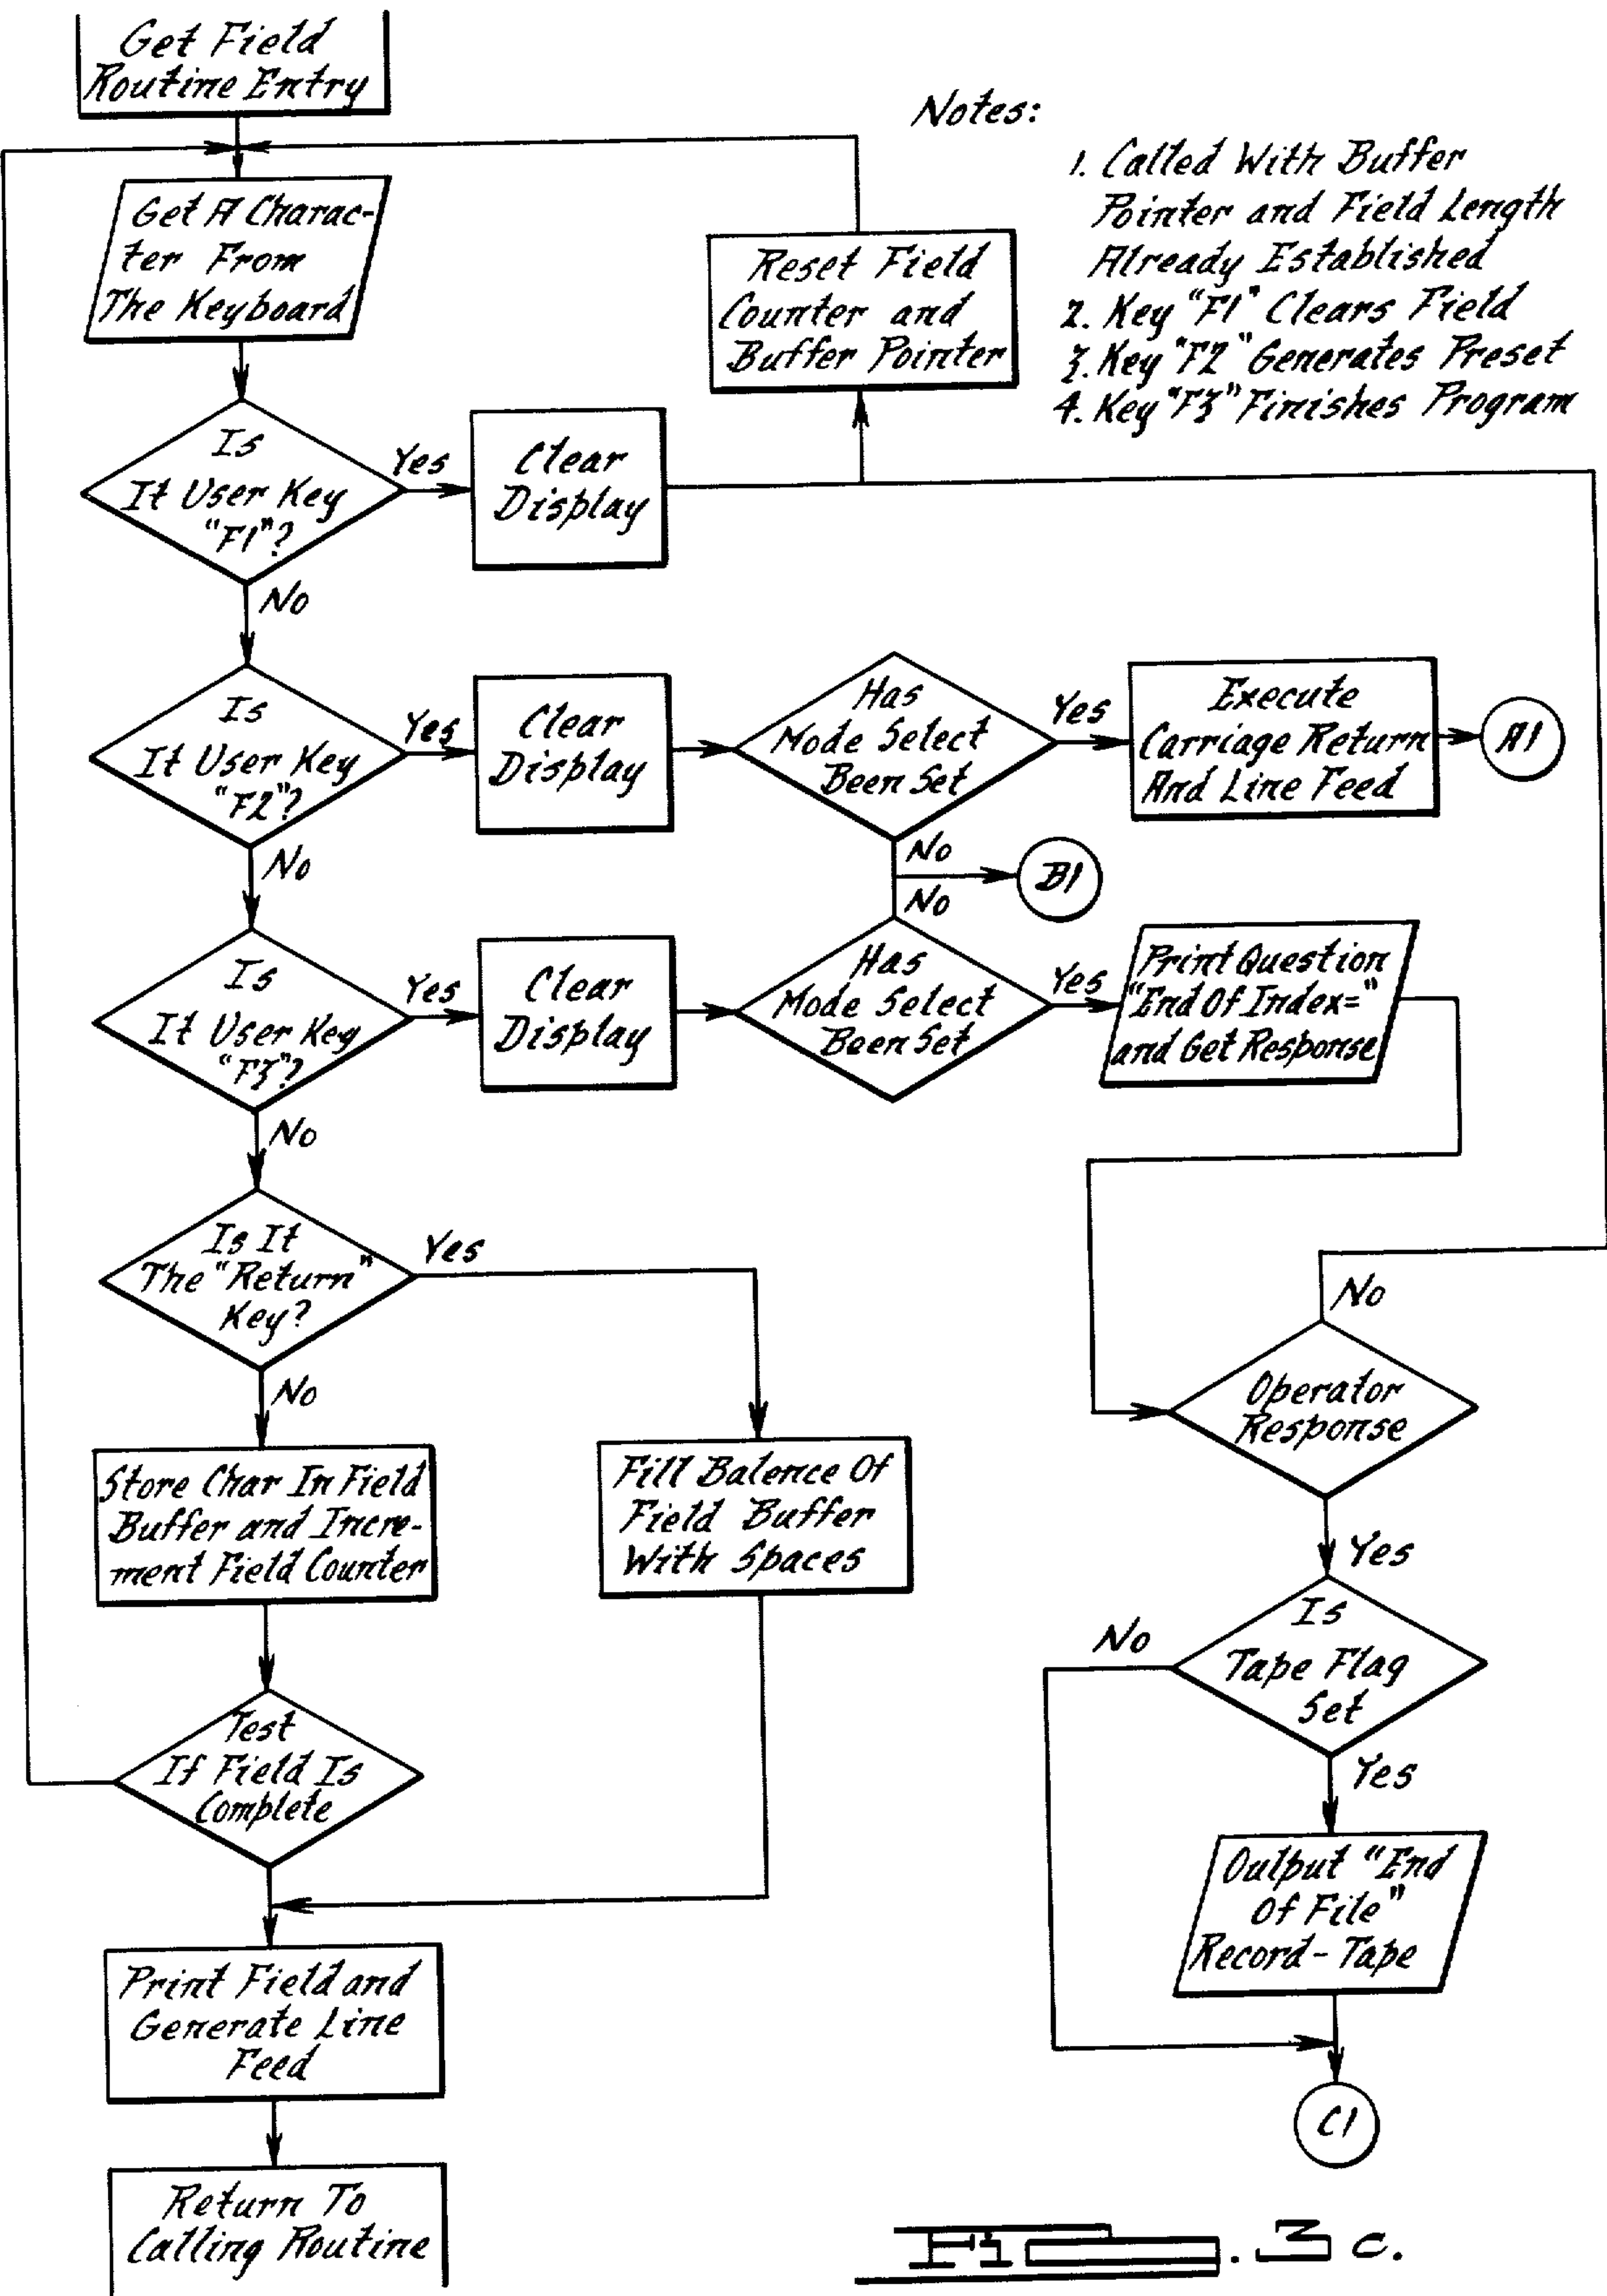 Get Field
Routine Entry
Notes:
1. Called With Buffer
Pointer and Field Length
Already Established
2. Key "F1" Clears Field
3. Key "F2" Generates Preset
4. Key "F3" Finishes Program
Get A Charac-
ter From
The Keyboard
Reset Field
Counter and
Buffer Pointer
Is
It User Key
"F1"?
Yes
Clear
Display
No
Is
It User Key
"F2"?
Yes
Clear
Display
Has
Mode Select
Been Set
Yes
Execute
Carriage Return
And Line Feed
A1
No
No
B1
No
Is
It User Key
"F3"?
Yes
Clear
Display
Has
Mode Select
Been Set
Yes
Print Question
"End Of Index="
and Get Response
No
Is It
The "Return"
Key?
Yes
No
No
Operator
Response
Store Char In Field
Buffer and Incre-
ment Field Counter
Fill Balence Of
Field Buffer
With Spaces
Yes
Is
Tape Flag
Set
No
Yes
Test
If Field Is
Complete
Output "End
Of File"
Record-Tape
Print Field and
Generate Line
Feed
C1
Return To
Calling Routine
Fig. 3c.